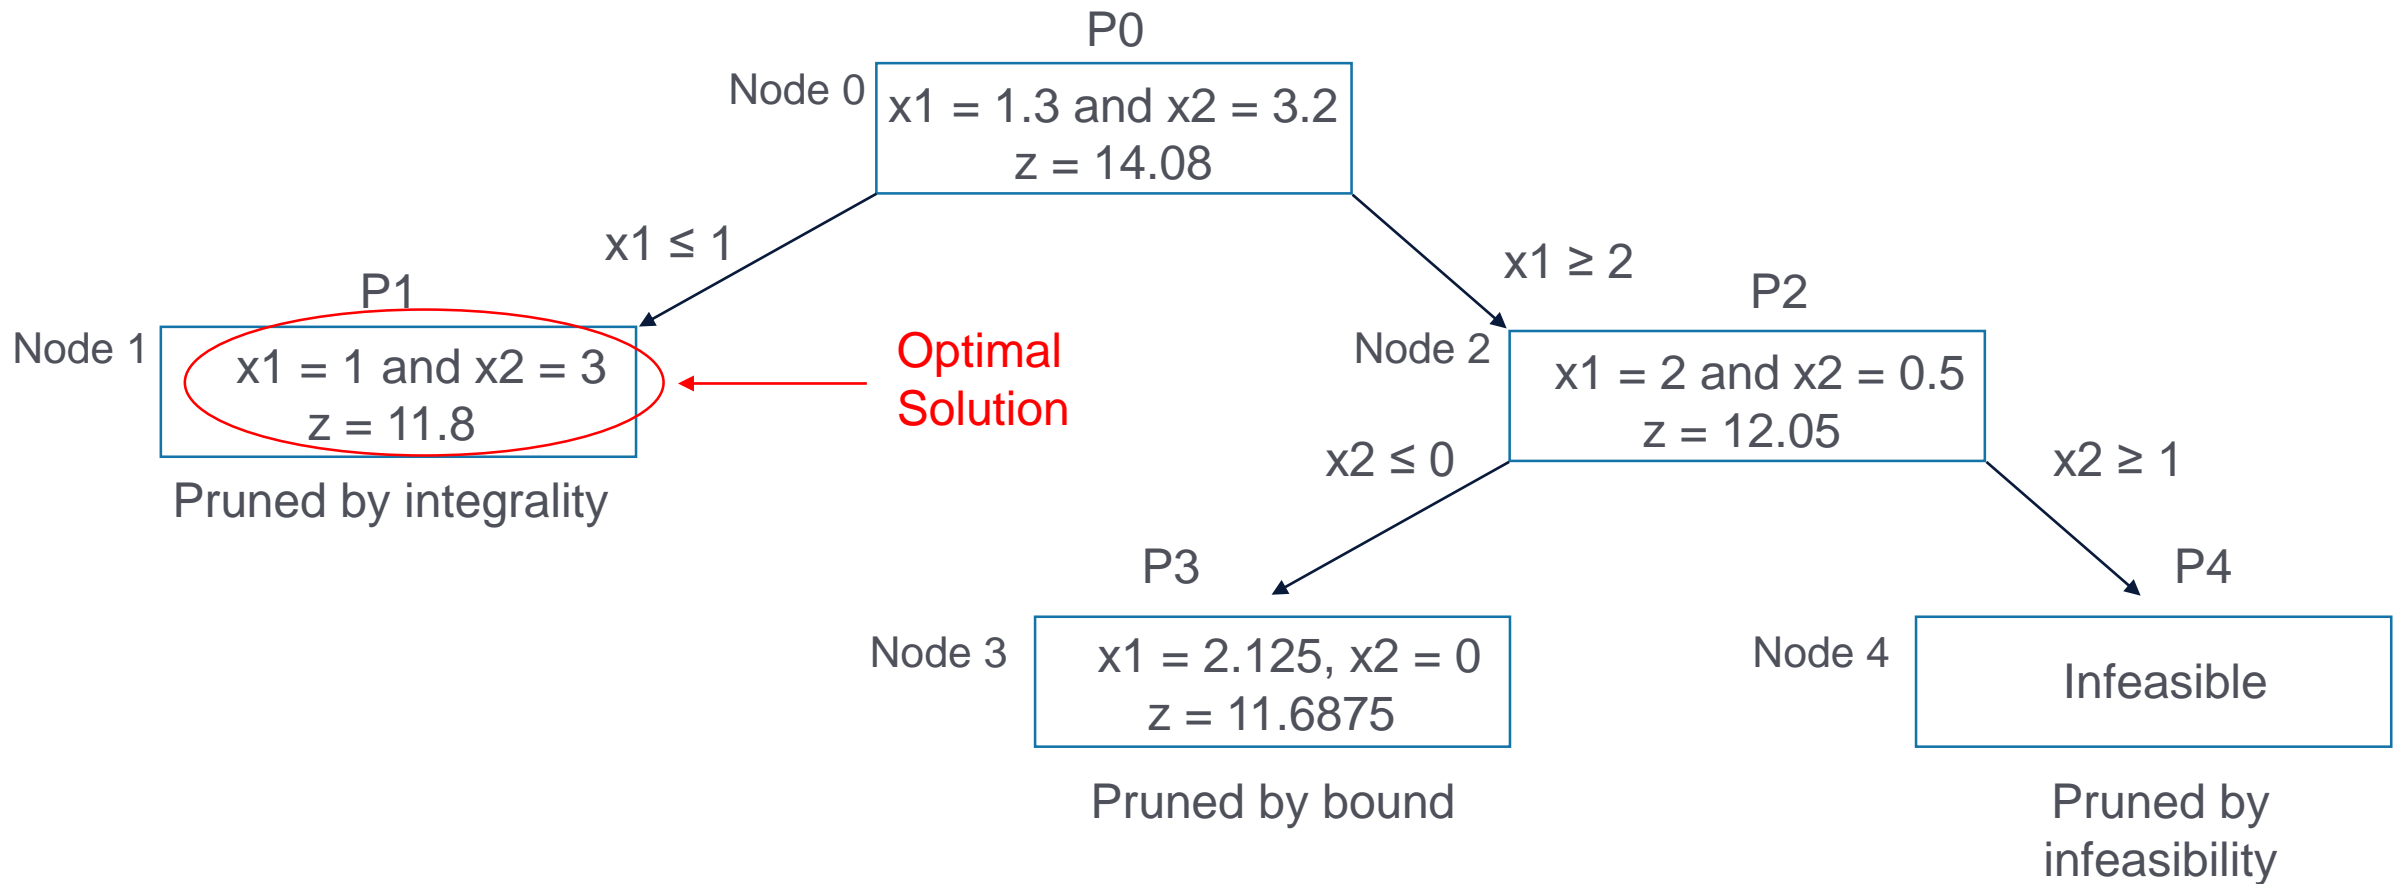 P0
Node 0
x1 = 1.3 and x2 = 3.2
z = 14.08
x1 ≤ 1
x1 ≥ 2
P1
Node 1
x1 = 1 and x2 = 3
z = 11.8
Pruned by integrality
Optimal
Solution
P2
Node 2
x1 = 2 and x2 = 0.5
z = 12.05
x2 ≤ 0
x2 ≥ 1
P3
Node 3
x1 = 2.125, x2 = 0
z = 11.6875
Pruned by bound
P4
Node 4
Infeasible
Pruned by
infeasibility